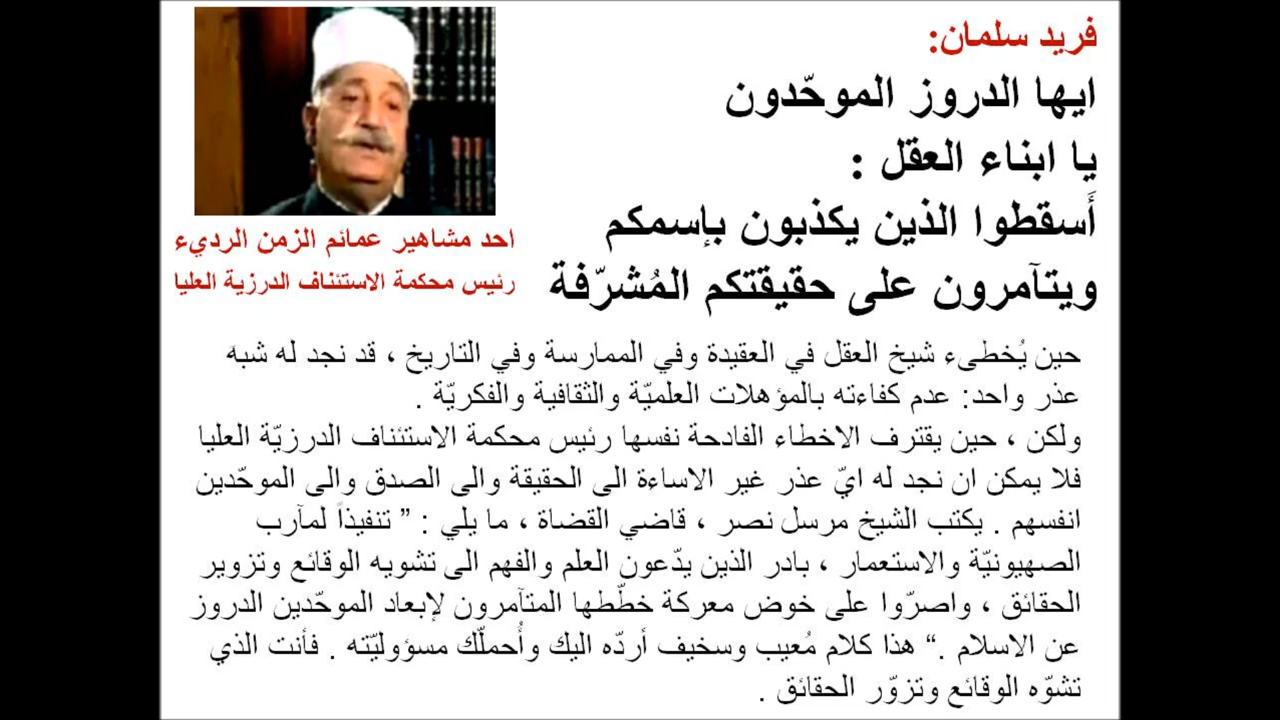 فريد سلمان:
ايها الدروز الموحّدون
يا ابناء العقل :
أَسقطوا الذين يكذبون بإسمكم
ويتآمرون على حقيقتكم المُشرّفة
احد مشاهير عمائم الزمن الرديء
رئيس محكمة الاستئناف الدرزية العليا
حين يُخطىء شيخ العقل في العقيدة وفي الممارسة وفي التاريخ ، قد نجد له شبهَ
عذر واحد: عدم كفاءته بالمؤهلات العلميّة والثقافية والفكريّة .
ولكن ، حين يقترف الاخطاء الفادحة نفسها رئيس محكمة الاستئناف الدرزيّة العليا
فلا يمكن ان نجد له ايّ عذر غير الاساءة الى الحقيقة والى الصدق والى الموحّدين
انفسهم . يكتب الشيخ مرسل نصر ، قاضي القضاة ، ما يلي : ” تنفيذاً لمآرب
الصهيونيّة والاستعمار ، بادر الذين يدّعون العلم والفهم الى تشويه الوقائع وتزوير
الحقائق ، واصرّوا على خوض معركة خطّطها المتآمرون لإبعاد الموحّدين الدروز
عن الاسلام .“ هذا كلام مُعيب وسخيف أردّه اليك وأُحملّك مسؤوليّته . فأنت الذي
تشوّه الوقائع وتزوّر الحقائق .